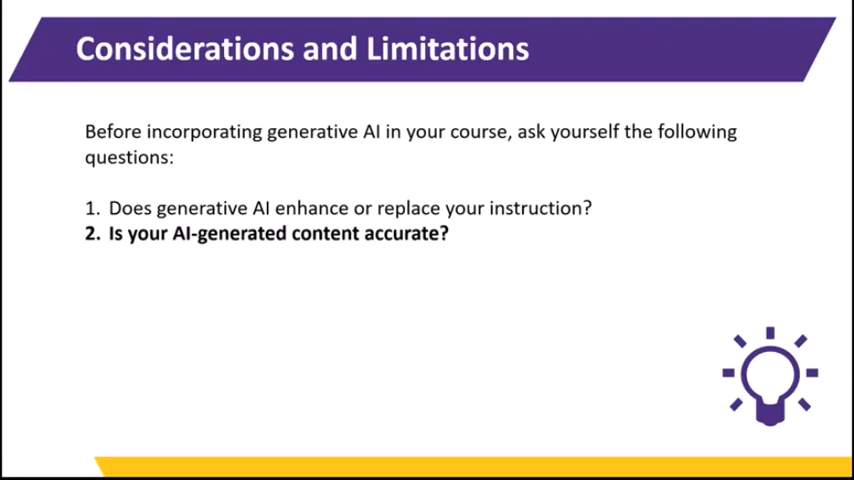 Considerations and Limitations
Before incorporating generative AI in your course, ask yourself the following
questions:
1. Does generative AI enhance or replace your instruction?
2. Is your AI-generated content accurate?